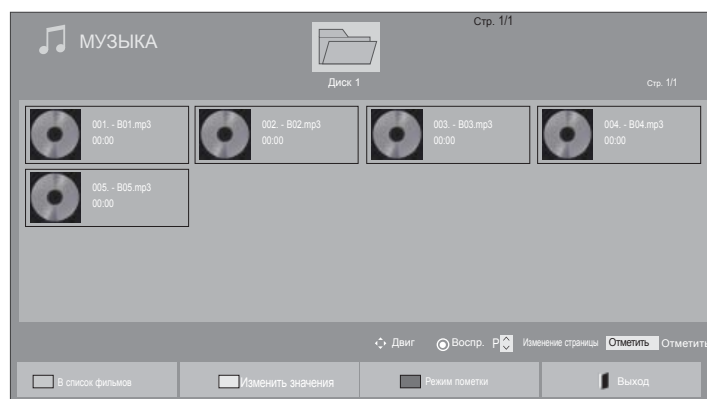 Стр. 1/1
МУЗЫКА
Диск 1
Стр. 1/1
001. - B01.mp3
00:00
002. - B02.mp3
00:00
003. - B03.mp3
00:00
004. - B04.mp3
00:00
005. - B05.mp3
00:00
Двиг Воспр. P Изменение страницы Отметить Отметить
В список фильмов Изменить значения Режим пометки Выход